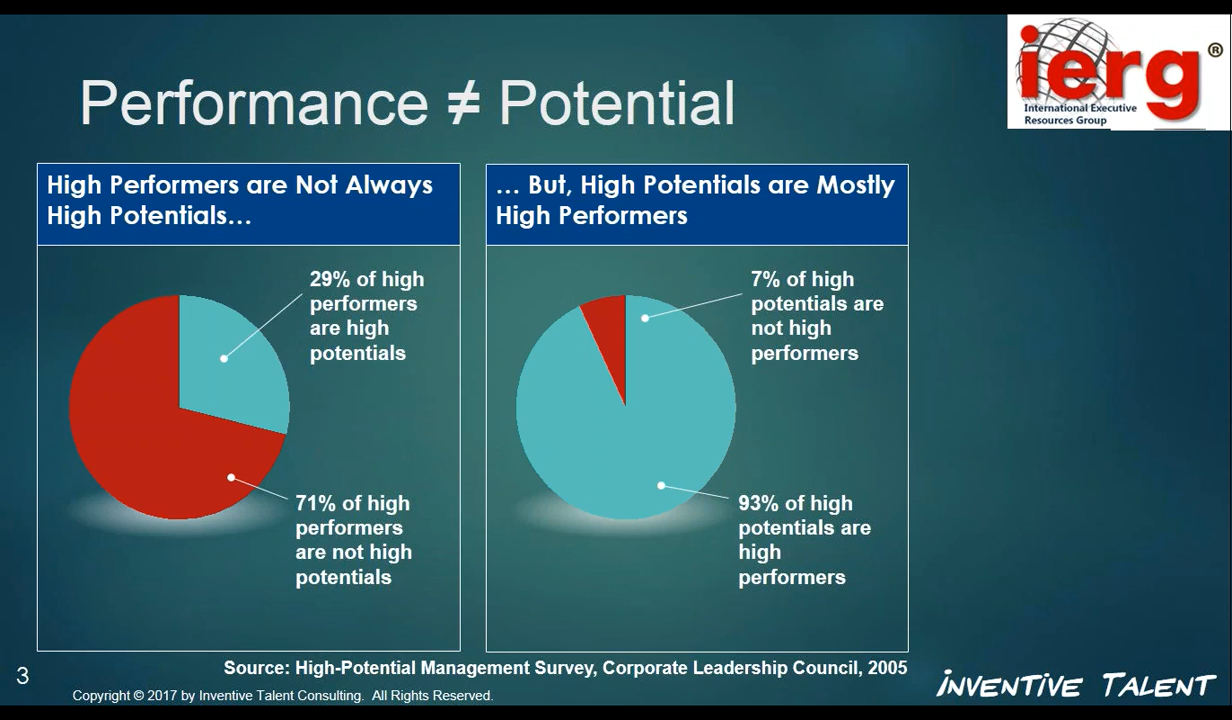 Performance ≠ Potential
ierg®
International Executive
Resources Group
High Performers are Not Always
High Potentials...
29% of high
performers
are high
potentials
71% of high
performers
are not high
potentials
... But, High Potentials are Mostly
High Performers
7% of high
potentials are
not high
performers
93% of high
potentials are
high
performers
Source: High-Potential Management Survey, Corporate Leadership Council, 2005
3
Copyright © 2017 by Inventive Talent Consulting.  All Rights Reserved.
INVENTIVE TALENT